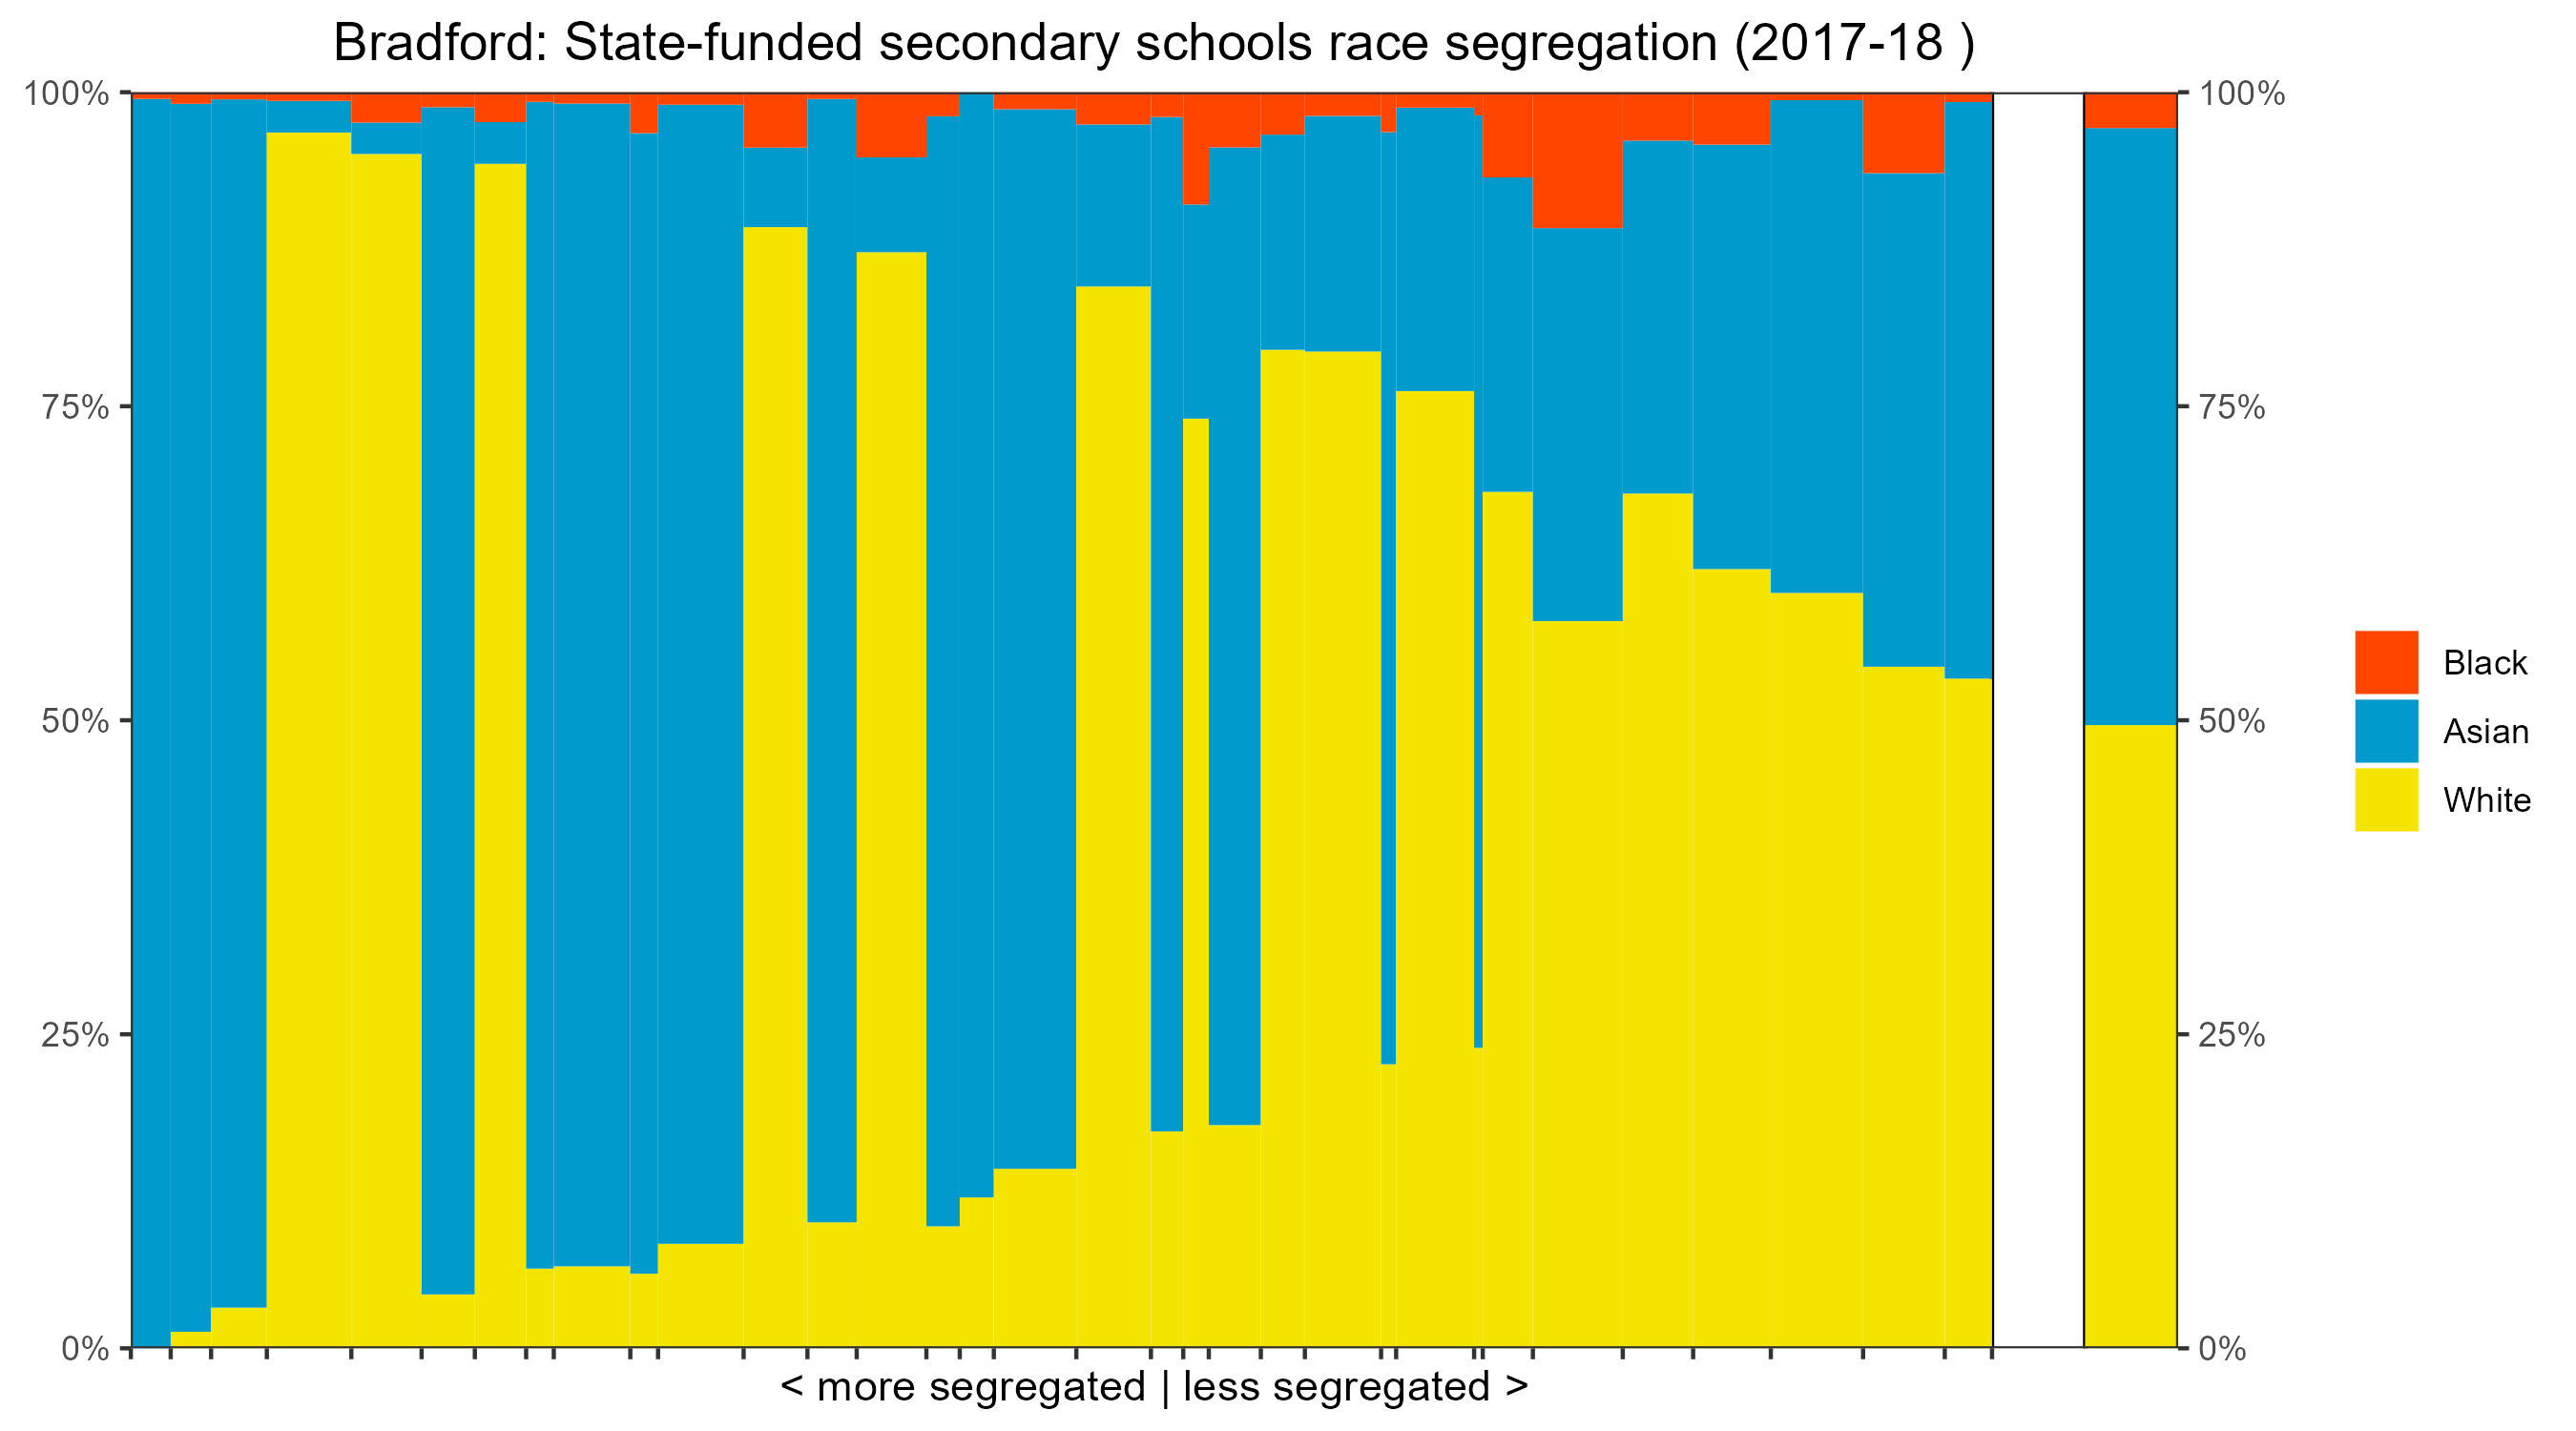 Bradford: State-funded secondary schools race segregation (2017-18 )
100%
75%
50%
25%
0%
100%
75%
50%
25%
0%
Black
Asian
White
< more segregated | less segregated >